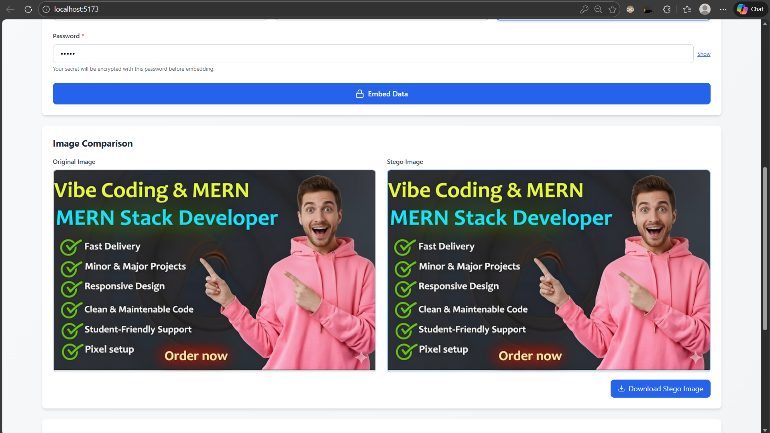 localhost:5173
Chat
Password *
•••••
Show
Your secret will be encrypted with this password before embedding.
Embed Data
Image Comparison
Original Image
Stego Image
Vibe Coding & MERN
MERN Stack Developer
Fast Delivery
Minor & Major Projects
Responsive Design
Clean & Maintenable Code
Student-Friendly Support
Pixel setup
Order now
Vibe Coding & MERN
MERN Stack Developer
Fast Delivery
Minor & Major Projects
Responsive Design
Clean & Maintenable Code
Student-Friendly Support
Pixel setup
Order now
Download Stego Image